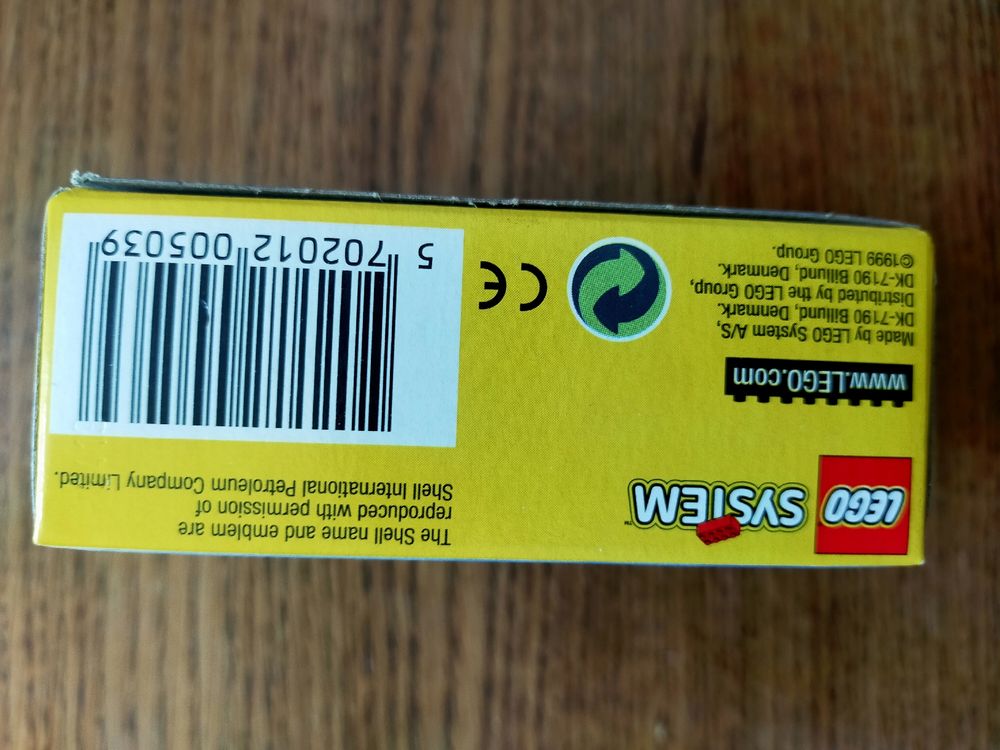 LEGO SYSTEM™
The Shell name and emblem are
reproduced with permission of
Shell International Petroleum Company Limited.
www.LEGO.com
Made by LEGO System A/S,
DK-7190 Billund, Denmark.
Distributed by the LEGO Group,
DK-7190 Billund, Denmark.
©1999 LEGO Group.
CE
5 702012 005039